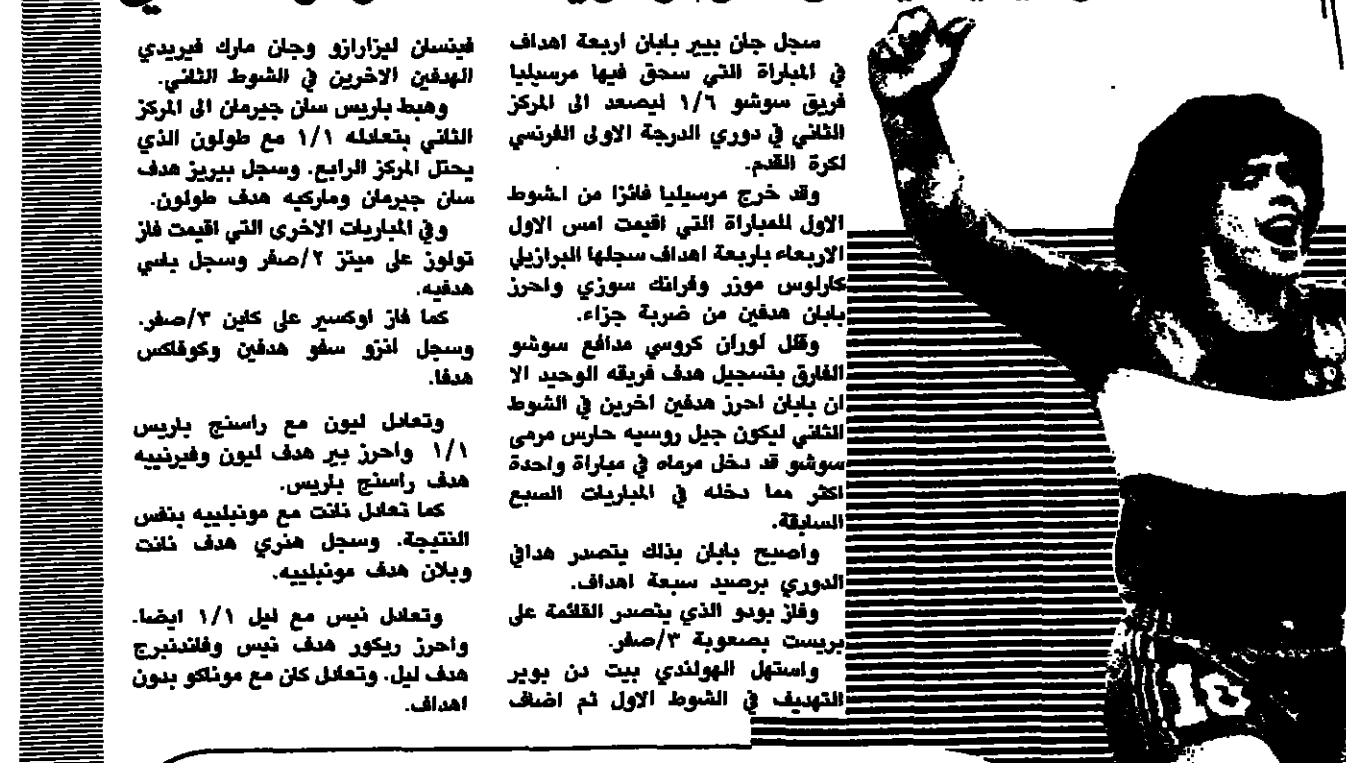 سجل جان بيير بابان اربعة اهداف
في المباراة التي سحق فيها مرسيليا
فريق سوشو ١/٦ ليصعد الى المركز
الثاني في دوري الدرجة الاولى الفرنسي
لكرة القدم.
وقد خرج مرسيليا فائزا من الشوط
الاول للمباراة التي اقيمت امس الاول
الاربعاء باربعة اهداف سجلها البرازيلي
كارلوس موزر وفرانك سوزي واحرز
بابان هدفين من ضربة جزاء.
وقلل لوران كروسي مدافع سوشو
الفارق بتسجيل هدف فريقه الوحيد الا
ان بابان احرز هدفين اخرين في الشوط
الثاني ليكون جيل روسيه حارس مرمى
سوشو قد دخل مرماه في مباراة واحدة
اكثر مما دخله في المباريات السبع
السابقة.
واصبح بابان بذلك يتصدر هدافي
الدوري برصيد سبعة اهداف.
وفاز بودو الذي يتصدر القائمة على
بريست بصعوبة ٣/صفر.
واستهل الهولندي بيت دن بوير
التهديف في الشوط الاول ثم اضاف
فينسان ليزارازو وجان مارك فيريدي
الهدفين الاخرين في الشوط الثاني.
وهبط باريس سان جيرمان الى المركز
الثاني بتعادله ١/١ مع طولون الذي
يحتل المركز الرابع. وسجل بيريز هدف
سان جيرمان وماركيه هدف طولون.
وفي المباريات الاخرى التي اقيمت فاز
تولوز على ميتز ٢/صفر وسجل باسي
هدفيه.
كما فاز اوكسير على كاين ٣/صفر.
وسجل انزو سفو هدفين وكوفاكس
هدفا.
وتعادل ليون مع راسنج باريس
١/١ واحرز بير هدف ليون وفيرنييه
هدف راسنج باريس.
كما تعادل نانت مع مونبلييه بنفس
النتيجة. وسجل هنري هدف نانت
وبلان هدف مونبلييه.
وتعادل نيس مع ليل ١/١ ايضا.
واحرز ريكور هدف نيس وفاندنبرج
هدف ليل. وتعادل كان مع موناكو بدون
اهداف.